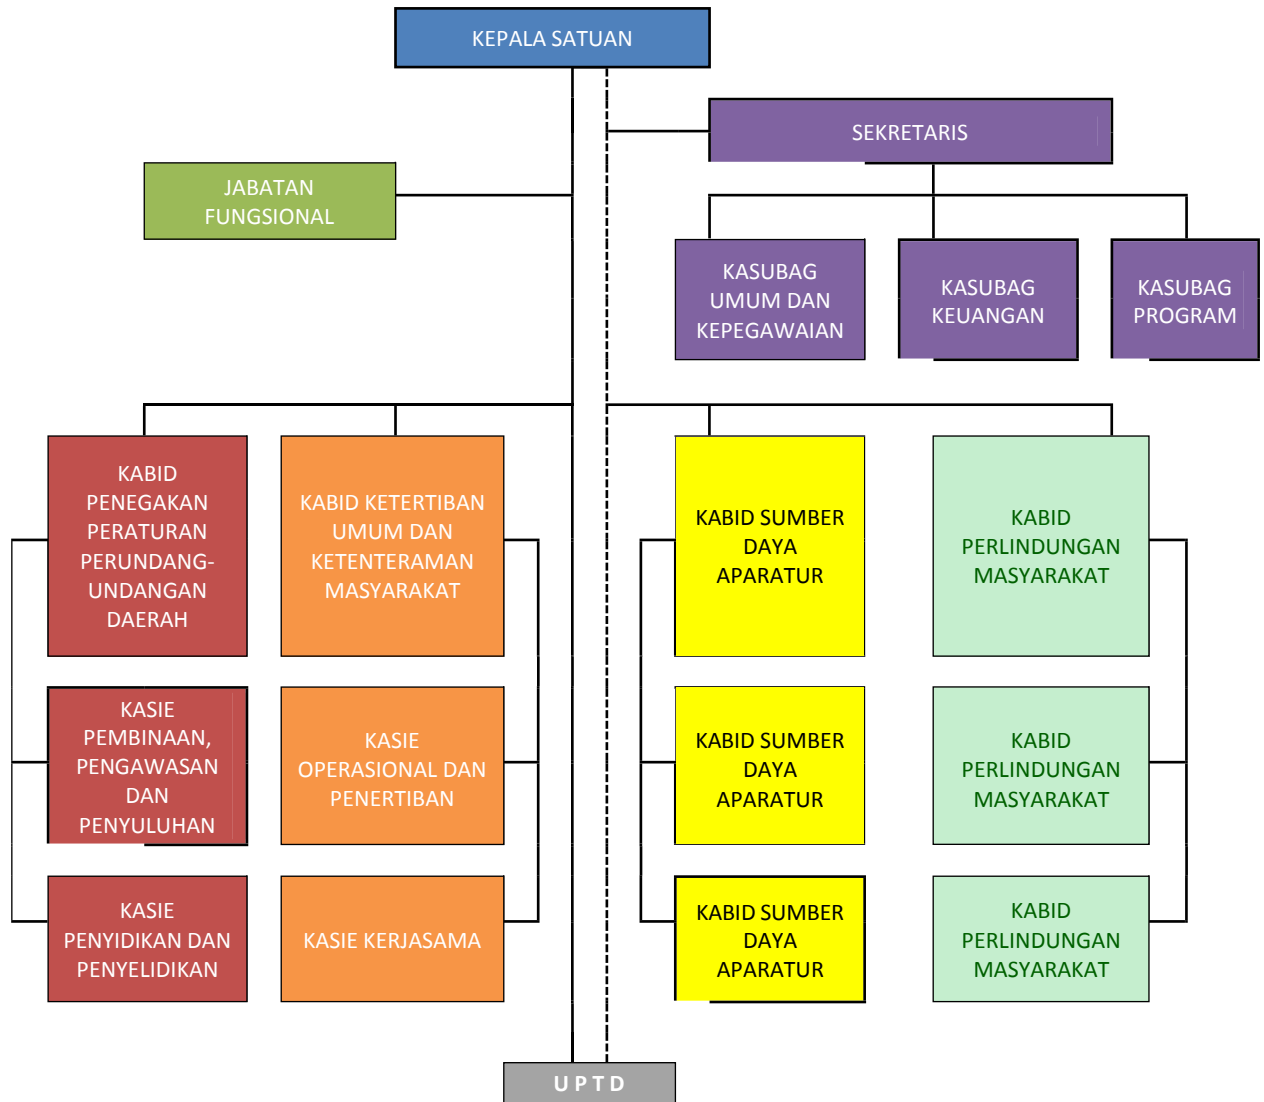 KEPALA SATUAN
SEKRETARIS
JABATAN
FUNGSIONAL
KASUBAG
UMUM DAN
KEPEGAWAIAN
KASUBAG
KEUANGAN
KASUBAG
PROGRAM
KABID
PENEGAKAN
PERATURAN
PERUNDANG-
UNDANGAN
DAERAH
KABID KETERTIBAN
UMUM DAN
KETENTERAMAN
MASYARAKAT
KABID SUMBER
DAYA
APARATUR
KABID
PERLINDUNGAN
MASYARAKAT
KASIE
PEMBINAAN,
PENGAWASAN
DAN
PENYULUHAN
KASIE
OPERASIONAL DAN
PENERTIBAN
KABID SUMBER
DAYA
APARATUR
KABID
PERLINDUNGAN
MASYARAKAT
KASIE
PENYIDIKAN DAN
PENYELIDIKAN
KASIE KERJASAMA
KABID SUMBER
DAYA
APARATUR
KABID
PERLINDUNGAN
MASYARAKAT
U P T D